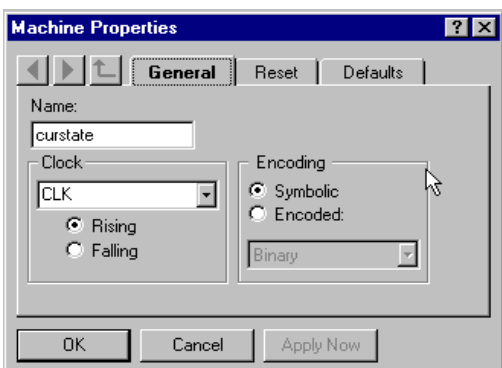 Machine Properties
General Reset Defaults
Name:
curstate
Clock
CLK
Rising
Falling
Encoding
Symbolic
Encoded:
Binary
OK Cancel Apply Now